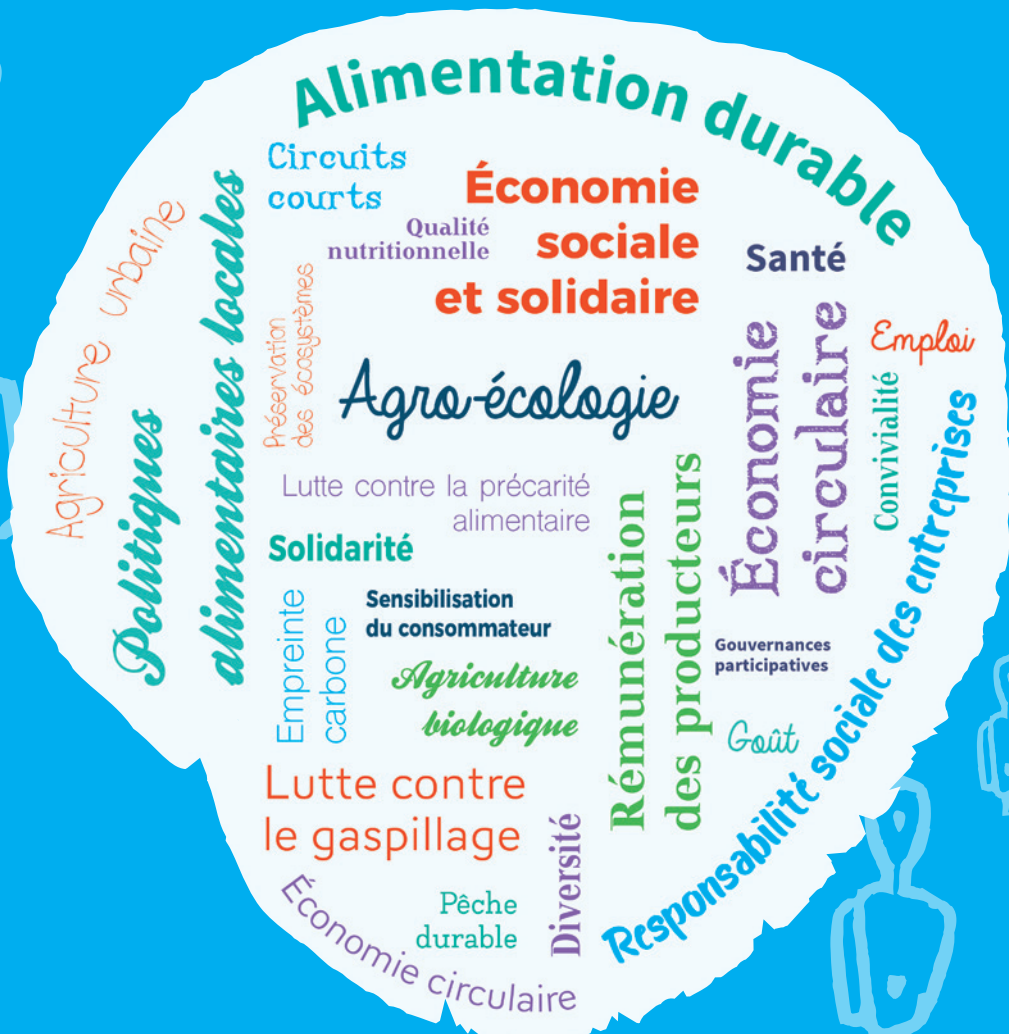 Alimentation durable
Circuits
courts
Économie
sociale
et solidaire
Qualité
nutritionnelle
Santé
Agriculture urbaine
Politiques
alimentaires locales
Préservation
des écosystèmes
Agro-écologie
Économie
circulaire
Emploi
Convivialité
Lutte contre la précarité
alimentaire
Solidarité
Empreinte
carbone
Sensibilisation
du consommateur
Agriculture
biologique
Rémunération
des producteurs
Gouvernances
participatives
Goût
Responsabilité sociale des entreprises
Lutte contre
le gaspillage
Diversité
Pêche
durable
Économie circulaire